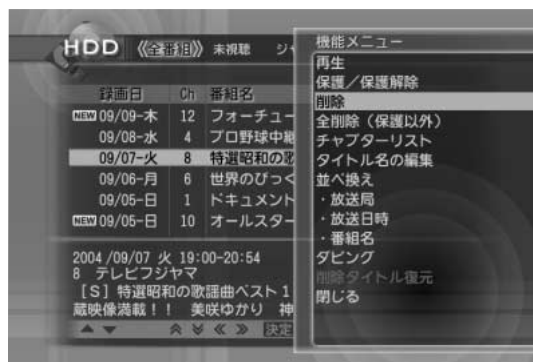 HDD 《全番組》 未視聴 ジャ
録画日 Ch 番組名
NEW 09/09-木 12 フォーチュー
09/08-水 4 プロ野球中継
09/07-火 8 特選昭和の歌
09/06-月 6 世界のびっく
09/05-日 1 ドキュメント
NEW 09/05-日 10 オールスター
2004/09/07 火 19:00-20:54
8 テレビフジヤマ
[S] 特選昭和の歌謡曲ベスト1
蔵映像満載!! 美咲ゆかり 神
決定
機能メニュー
再生
保護/保護解除
削除
全削除(保護以外)
チャプターリスト
タイトル名の編集
並べ換え
・放送局
・放送日時
・番組名
ダビング
削除タイトル復元
閉じる